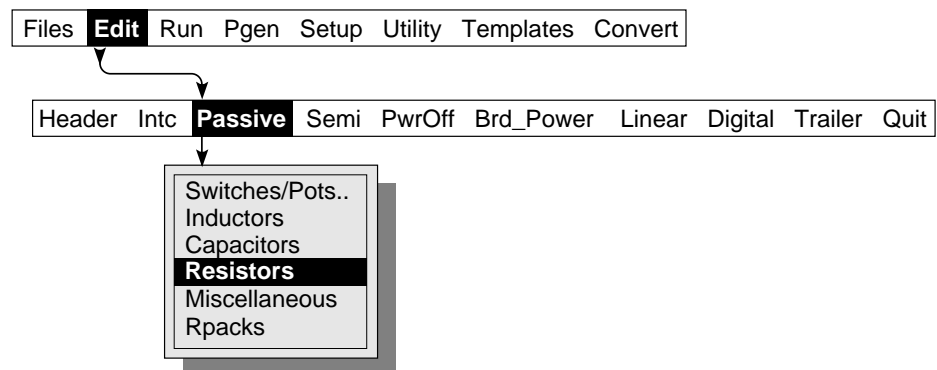 Files Edit Run Pgen Setup Utility Templates Convert
Header Intc Passive Semi PwrOff Brd_Power Linear Digital Trailer Quit
Switches/Pots..
Inductors
Capacitors
Resistors
Miscellaneous
Rpacks